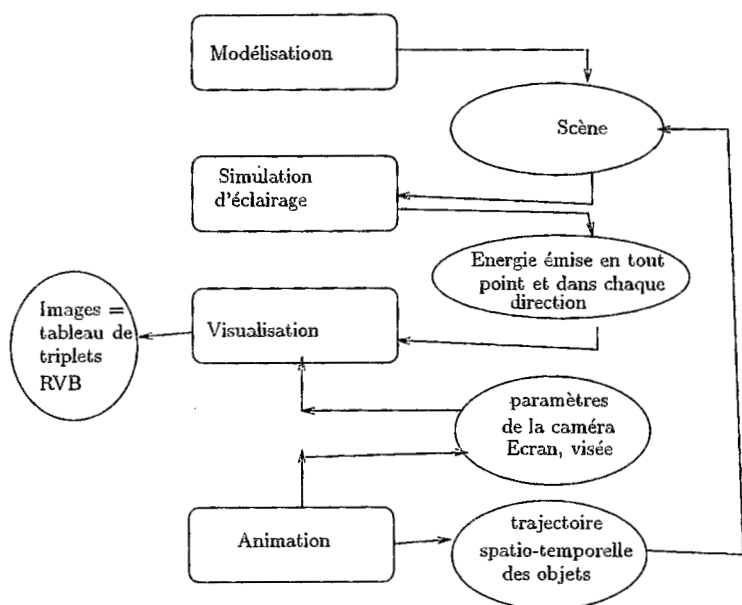 Modélisatioon
Scène
Simulation
d'éclairage
Energie émise en tout
point et dans chaque
direction
Images =
tableau de
triplets
RVB
Visualisation
paramètres
de la caméra
Ecran, visée
Animation
trajectoire
spatio-temporelle
des objets